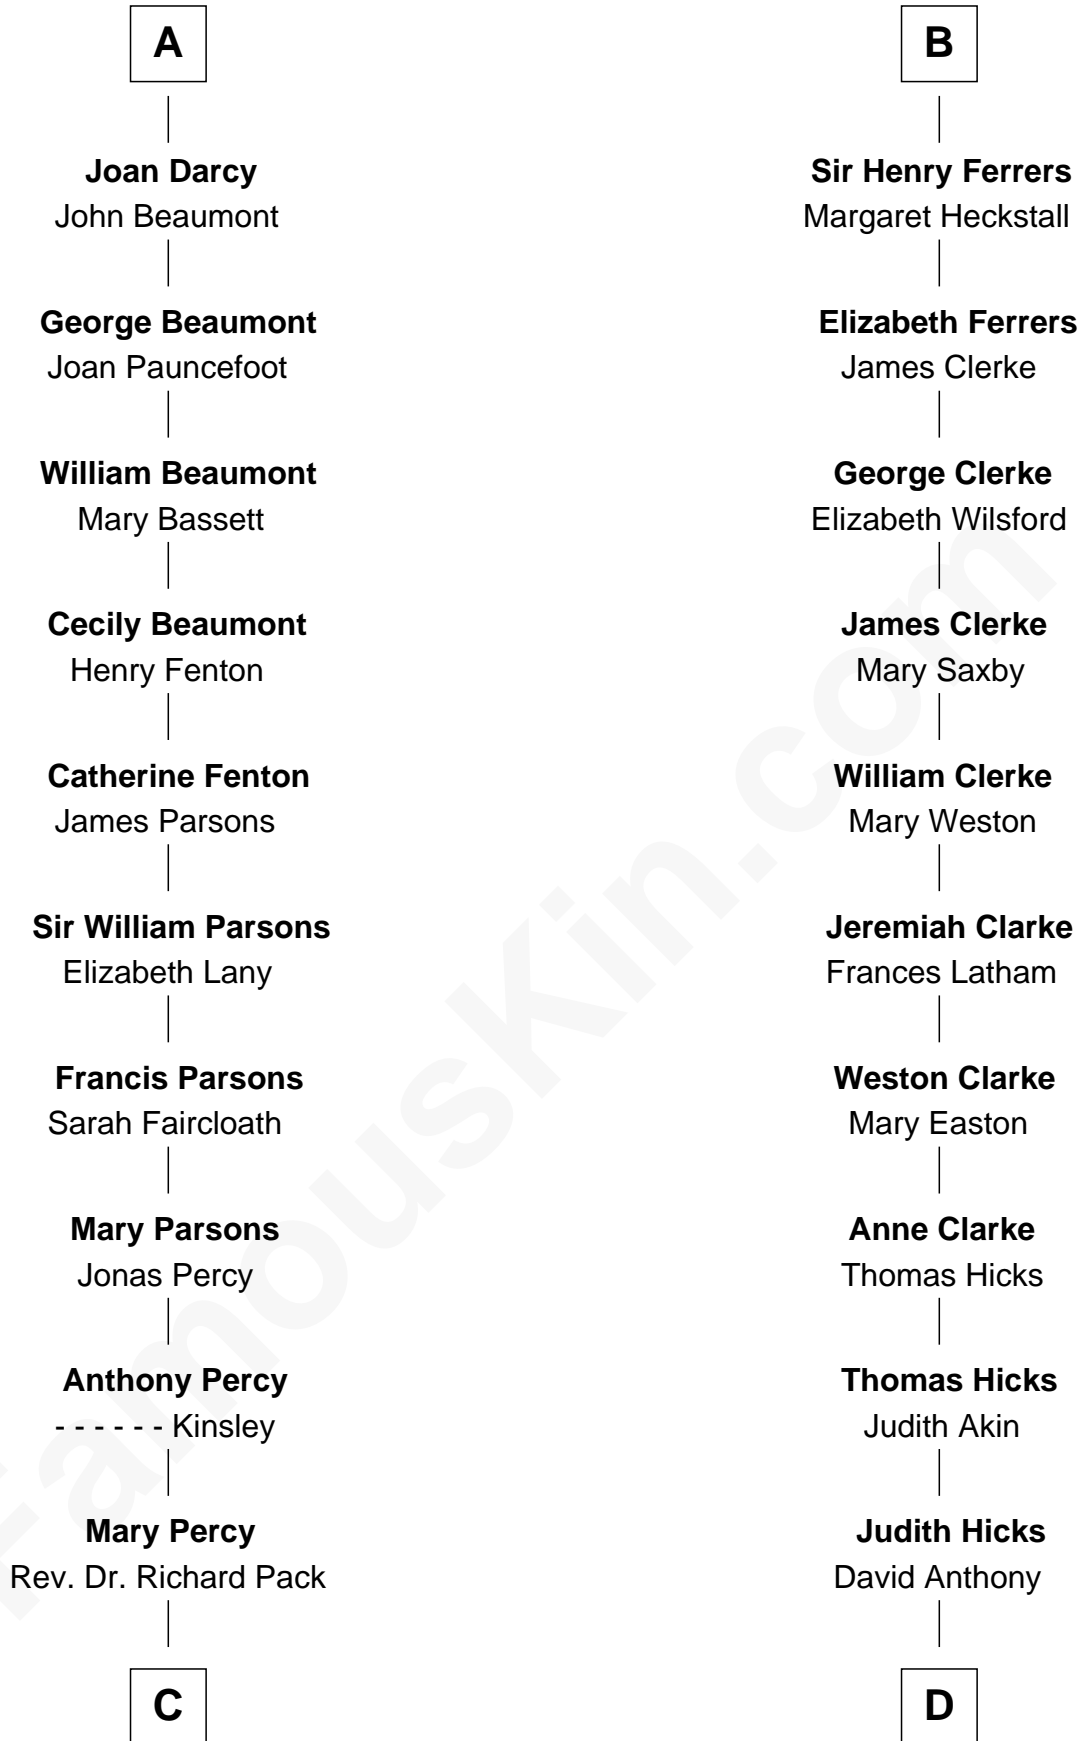 A
Joan Darcy
John Beaumont
George Beaumont
Joan Pauncefoot
William Beaumont
Mary Bassett
Cecily Beaumont
Henry Fenton
Catherine Fenton
James Parsons
Sir William Parsons
Elizabeth Lany
Francis Parsons
Sarah Faircloath
Mary Parsons
Jonas Percy
Anthony Percy
- - - - - - Kinsley
Mary Percy
Rev. Dr. Richard Pack
C
B
Sir Henry Ferrers
Margaret Heckstall
Elizabeth Ferrers
James Clerke
George Clerke
Elizabeth Wilsford
James Clerke
Mary Saxby
William Clerke
Mary Weston
Jeremiah Clarke
Frances Latham
Weston Clarke
Mary Easton
Anne Clarke
Thomas Hicks
Thomas Hicks
Judith Akin
Judith Hicks
David Anthony
D
FamousKin.com